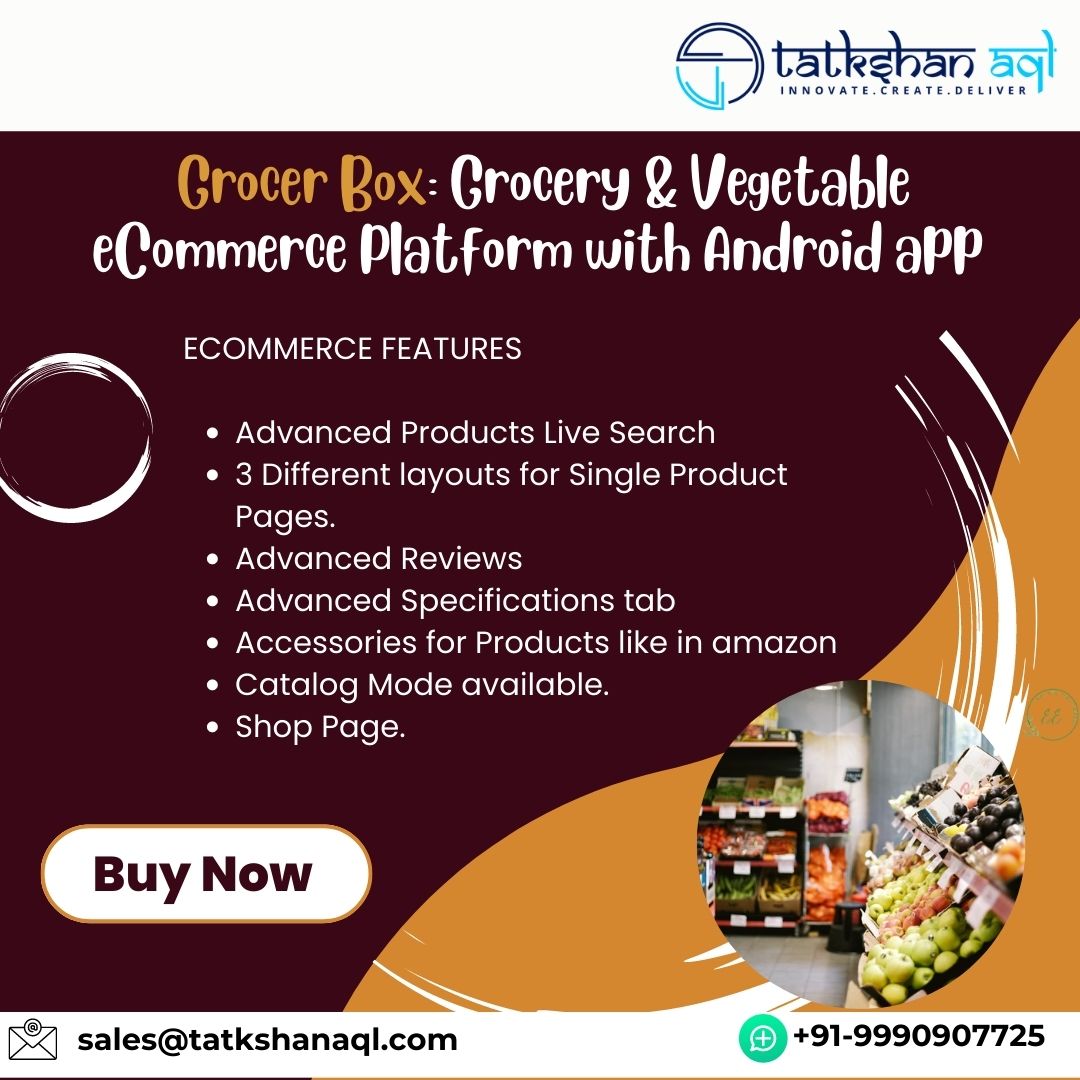 tatkshan aql
INNOVATE.CREATE.DELIVER
Grocer Box: Grocery & Vegetable
eCommerce Platform with Android app
ECOMMERCE FEATURES
• Advanced Products Live Search
• 3 Different layouts for Single Product
Pages.
• Advanced Reviews
• Advanced Specifications tab
• Accessories for Products like in amazon
• Catalog Mode available.
• Shop Page.
EE
Buy Now
sales@tatkshanaql.com
+91-9990907725